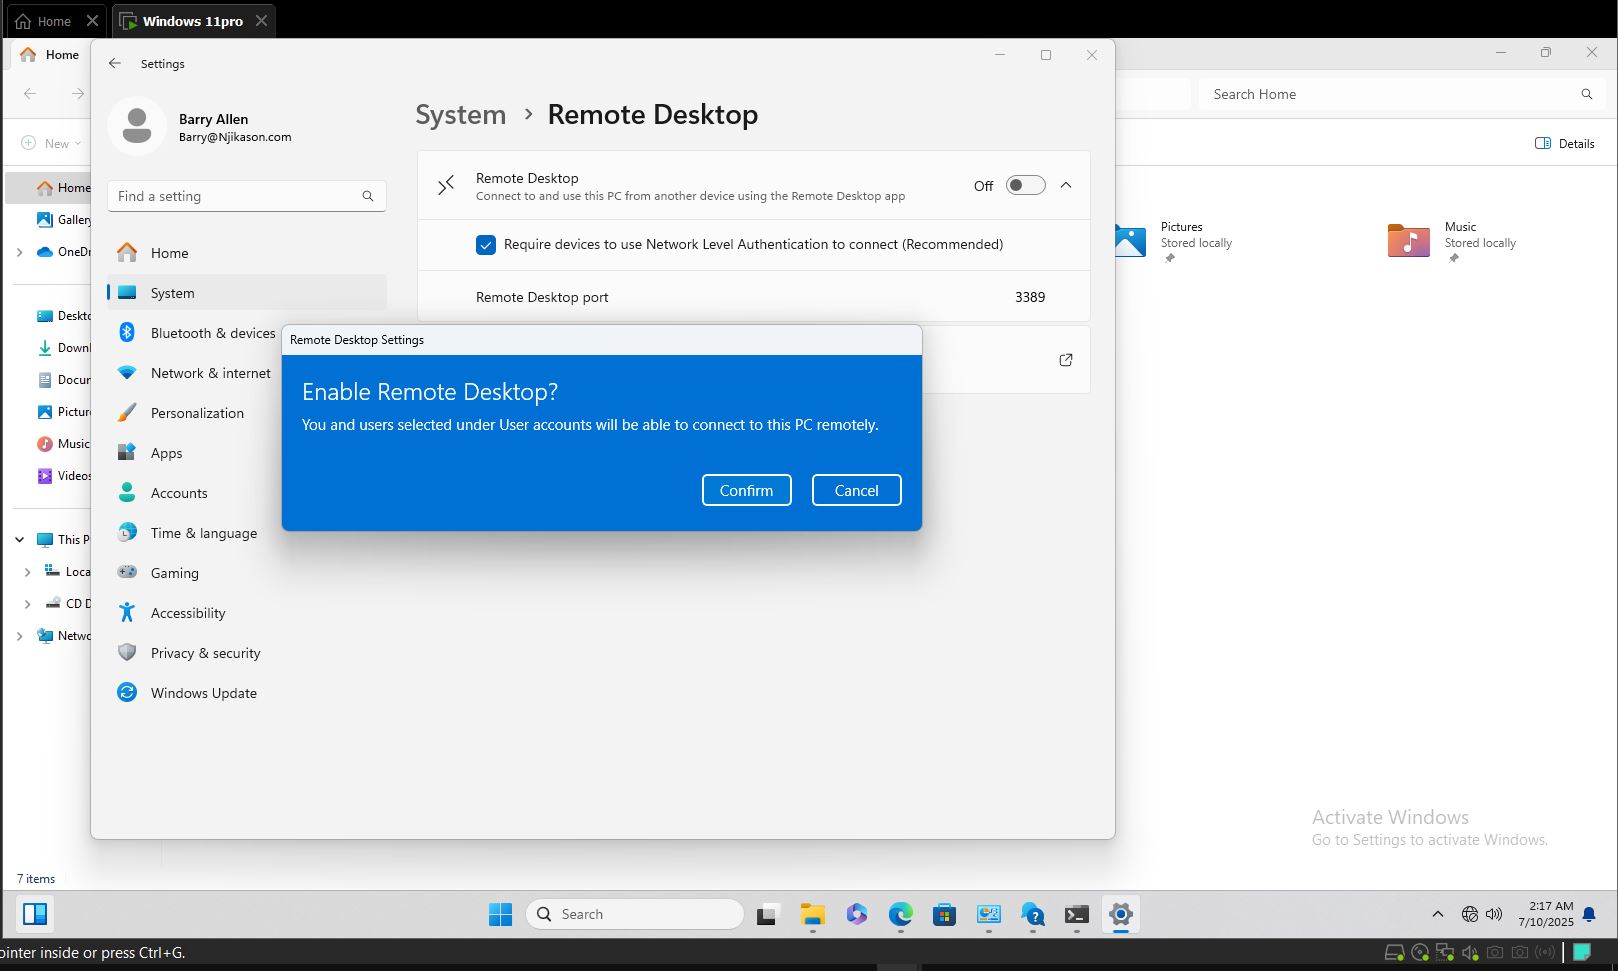 Home
Windows 11pro
Home
Settings
Search Home
New
Details
Barry Allen
Barry@Njikason.com
Find a setting
Home
System
Bluetooth & devices
Network & internet
Personalization
Apps
Accounts
Time & language
Gaming
Accessibility
Privacy & security
Windows Update
System > Remote Desktop
Remote Desktop
Connect to and use this PC from another device using the Remote Desktop app
Off
Require devices to use Network Level Authentication to connect (Recommended)
Remote Desktop port
3389
Remote Desktop Settings
Enable Remote Desktop?
You and users selected under User accounts will be able to connect to this PC remotely.
Confirm
Cancel
Home
Gallery
OneDr
Deskto
Downl
Docur
Pictur
Music
Videos
This P
Loca
CD D
Netwo
Pictures
Stored locally
Music
Stored locally
Activate Windows
Go to Settings to activate Windows.
7 items
Search
2:17 AM
7/10/2025
ointer inside or press Ctrl+G.